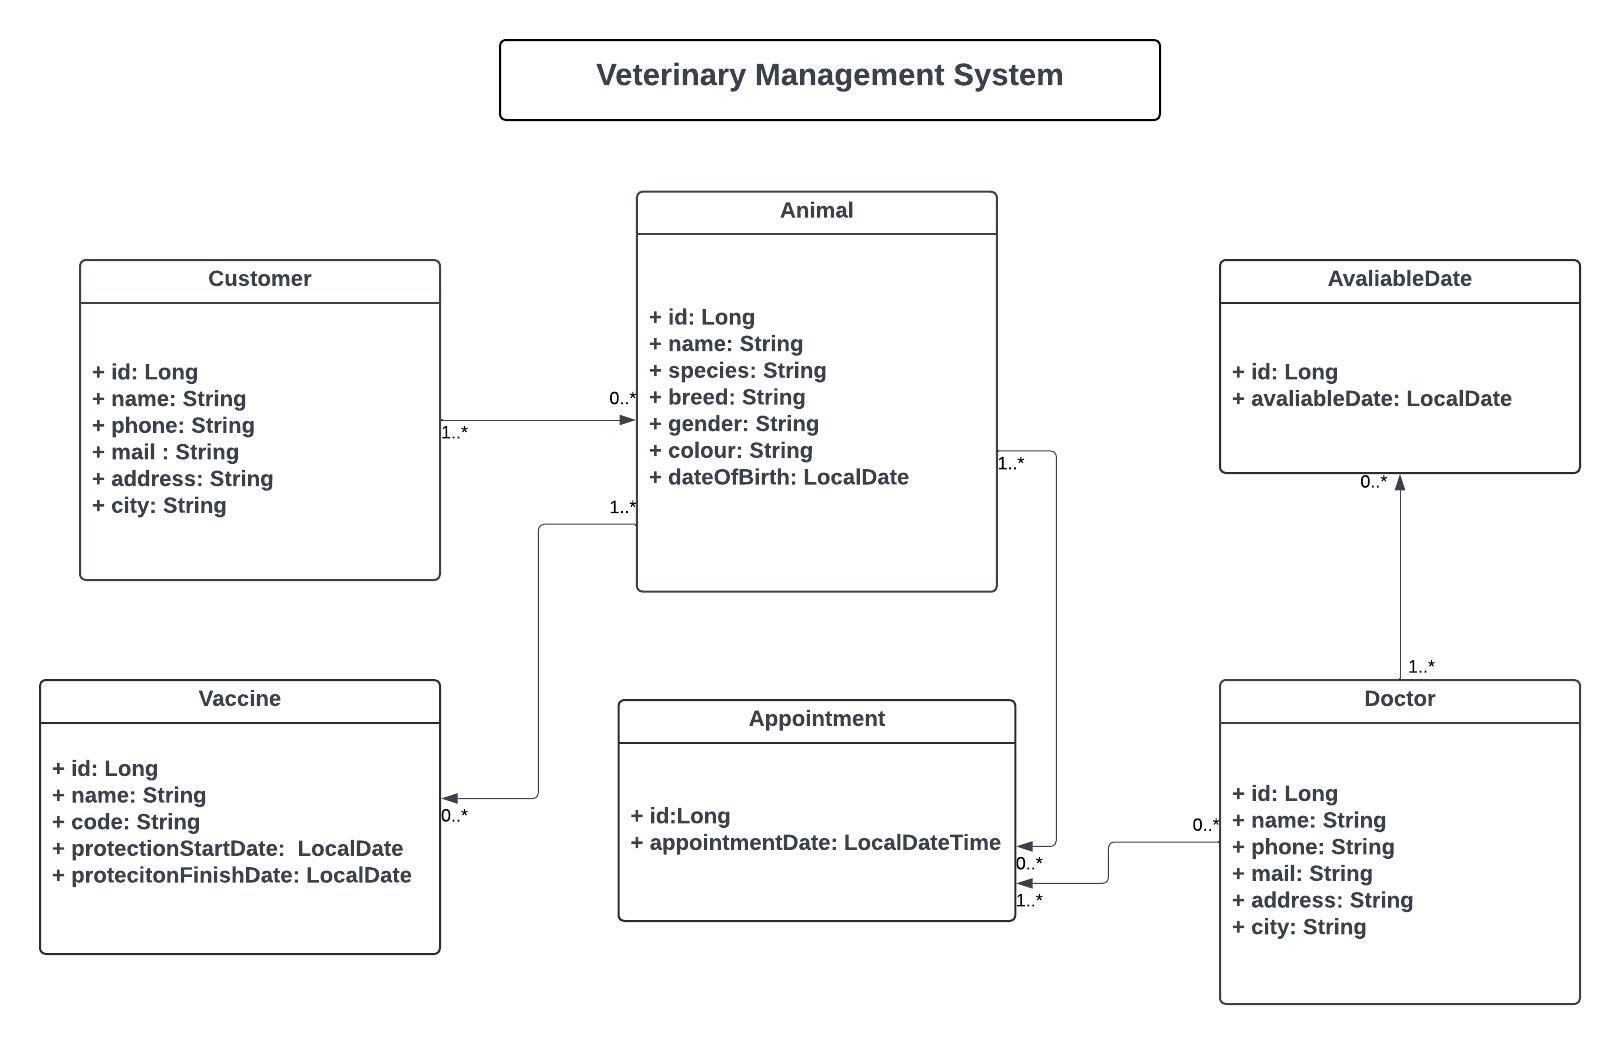 Veterinary Management System
Animal
+ id: Long
+ name: String
+ species: String
+ breed: String
+ gender: String
+ colour: String
+ dateOfBirth: LocalDate
Customer
+ id: Long
+ name: String
+ phone: String
+ mail : String
+ address: String
+ city: String
AvaliableDate
+ id: Long
+ avaliableDate: LocalDate
0..*
1..*
1..*
1..*
0..*
1..*
Vaccine
+ id: Long
+ name: String
+ code: String
+ protectionStartDate:  LocalDate
+ protecitonFinishDate: LocalDate
0..*
Appointment
+ id:Long
+ appointmentDate: LocalDateTime
0..*
1..*
0..*
Doctor
+ id: Long
+ name: String
+ phone: String
+ mail: String
+ address: String
+ city: String